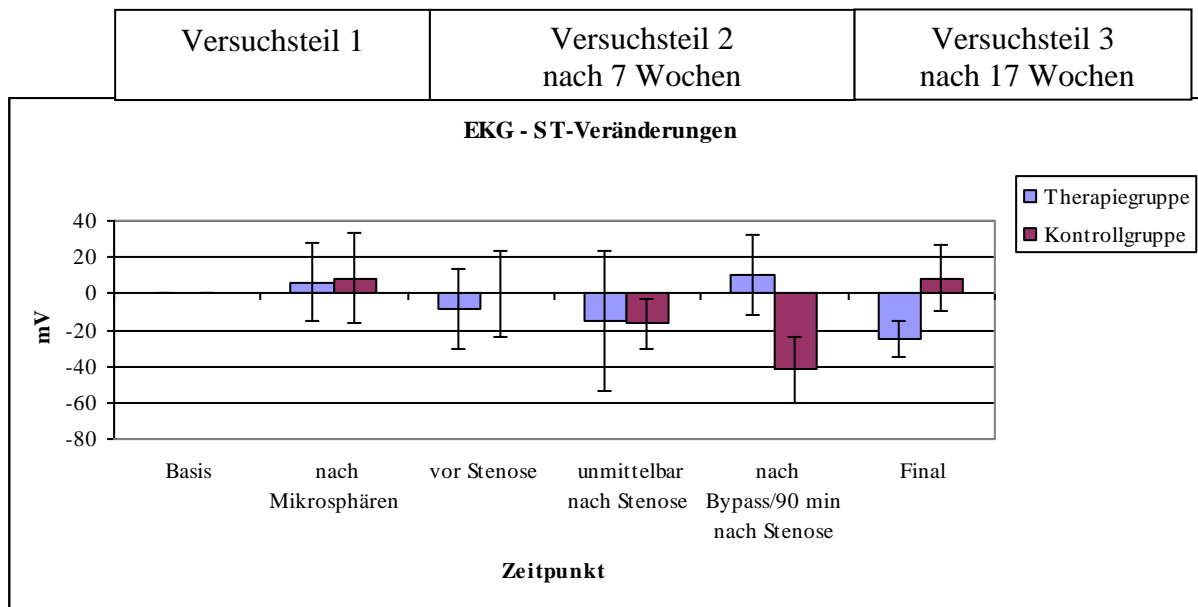 Versuchsteil 1
Versuchsteil 2
nach 7 Wochen
Versuchsteil 3
nach 17 Wochen
EKG - ST-Veränderungen
Therapiegruppe
Kontrollgruppe
40
20
0
-20
-40
-60
-80
mV
Basis
nach
Mikrosphären
vor Stenose
unmittelbar
nach Stenose
nach
Bypass/90 min
nach Stenose
Final
Zeitpunkt